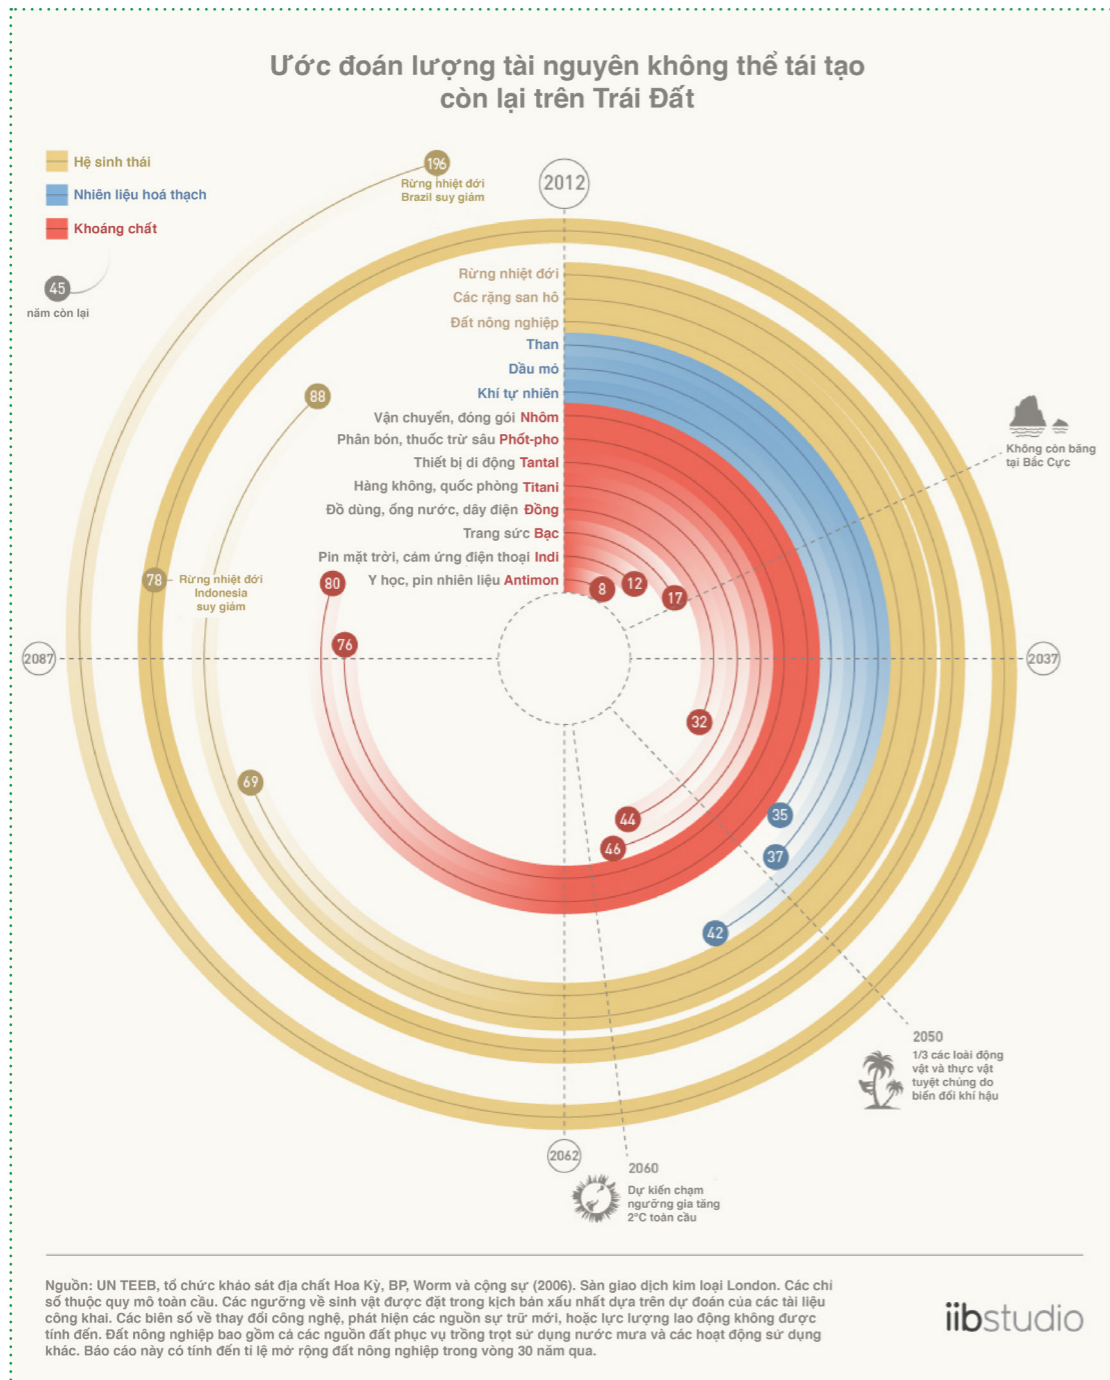 Ước đoán lượng tài nguyên không thể tái tạo
còn lại trên Trái Đất
Hệ sinh thái
Nhiên liệu hoá thạch
Khoáng chất
45
năm còn lại
196
Rừng nhiệt đới
Brazil suy giảm
2012
Rừng nhiệt đới
Các rặng san hô
Đất nông nghiệp
Than
Dầu mỏ
Khí tự nhiên
Vận chuyển, đóng gói Nhôm
Phân bón, thuốc trừ sâu Phốt-pho
Thiết bị di động Tantal
Hàng không, quốc phòng Titani
Đồ dùng, ống nước, dây điện Đồng
Trang sức Bạc
Pin mặt trời, cảm ứng điện thoại Indi
Y học, pin nhiên liệu Antimon
88
Không còn băng
tại Bắc Cực
78
Rừng nhiệt đới
Indonesia
suy giảm
80
8
12
17
76
2087
2037
32
69
35
44
46
37
42
2050
1/3 các loài động
vật và thực vật
tuyệt chủng do
biến đổi khí hậu
2062
2060
Dự kiến chạm
ngưỡng gia tăng
2°C toàn cầu
Nguồn: UN TEEB, tổ chức khảo sát địa chất Hoa Kỳ, BP, Worm và cộng sự (2006). Sàn giao dịch kim loại London. Các chỉ
số thuộc quy mô toàn cầu. Các ngưỡng về sinh vật được đặt trong kịch bản xấu nhất dựa trên dự đoán của các tài liệu
công khai. Các biên số về thay đổi công nghệ, phát hiện các nguồn sự trữ mới, hoặc lực lượng lao động không được
tính đến. Đất nông nghiệp bao gồm cả các nguồn đất phục vụ trồng trọt sử dụng nước mưa và các hoạt động sử dụng
khác. Báo cáo này có tính đến tỉ lệ mở rộng đất nông nghiệp trong vòng 30 năm qua.
iibstudio